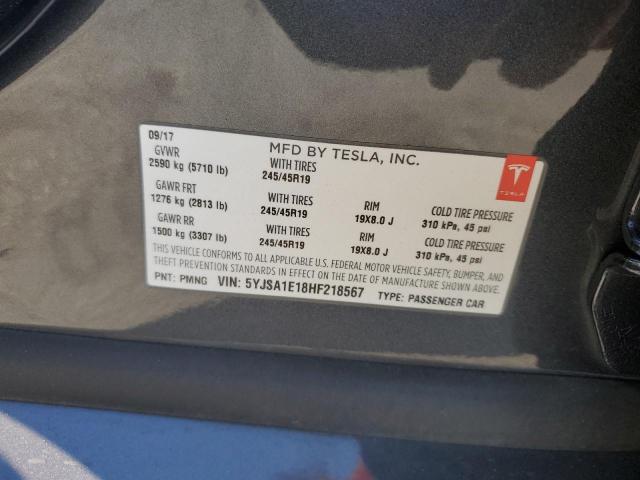 09/17
MFD BY TESLA, INC.
GVWR
2590 kg (5710 lb)
WITH TIRES
245/45R19
GAWR FRT
1276 kg (2813 lb)
WITH TIRES
245/45R19
RIM
19X8.0 J
COLD TIRE PRESSURE
310 kPa, 45 psi
GAWR RR
1500 kg (3307 lb)
WITH TIRES
245/45R19
RIM
19X8.0 J
COLD TIRE PRESSURE
310 kPa, 45 psi
THIS VEHICLE CONFORMS TO ALL APPLICABLE U.S. FEDERAL MOTOR VEHICLE SAFETY, BUMPER, AND
THEFT PREVENTION STANDARDS IN EFFECT ON THE DATE OF MANUFACTURE SHOWN ABOVE.
PNT: PMNG VIN: 5YJSA1E18HF218567 TYPE: PASSENGER CAR
TESLA